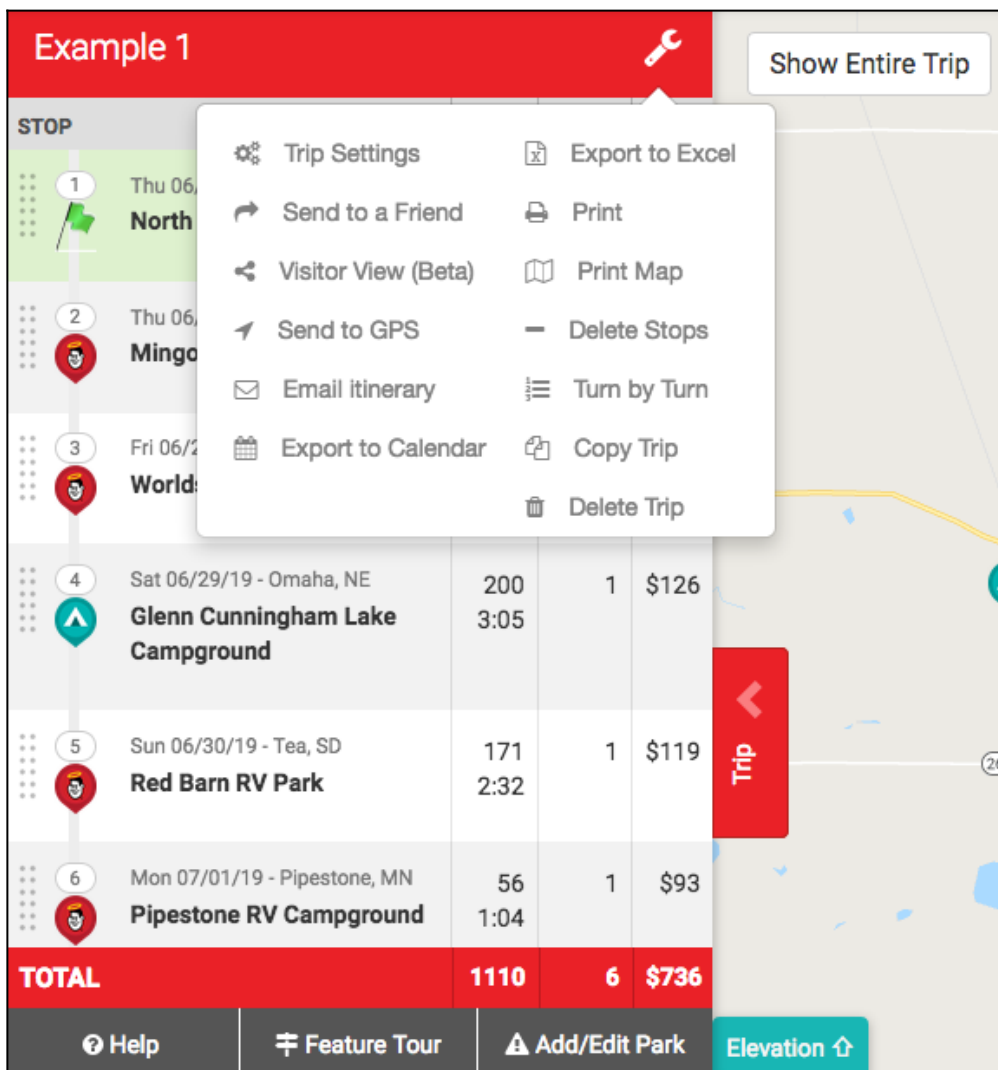 Example 1
Show Entire Trip
STOP
Trip Settings
Export to Excel
Send to a Friend
Print
Visitor View (Beta)
Print Map
Send to GPS
Delete Stops
Email itinerary
Turn by Turn
Export to Calendar
Copy Trip
Delete Trip
1
Thu 06/
North
2
Thu 06/
Mingo
3
Fri 06/2
Worlds
4
Sat 06/29/19 - Omaha, NE
200
1
$126
Glenn Cunningham Lake
3:05
Campground
5
Sun 06/30/19 - Tea, SD
171
1
$119
Red Barn RV Park
2:32
Trip
6
Mon 07/01/19 - Pipestone, MN
56
1
$93
Pipestone RV Campground
1:04
TOTAL
1110
6
$736
Help
Feature Tour
Add/Edit Park
Elevation